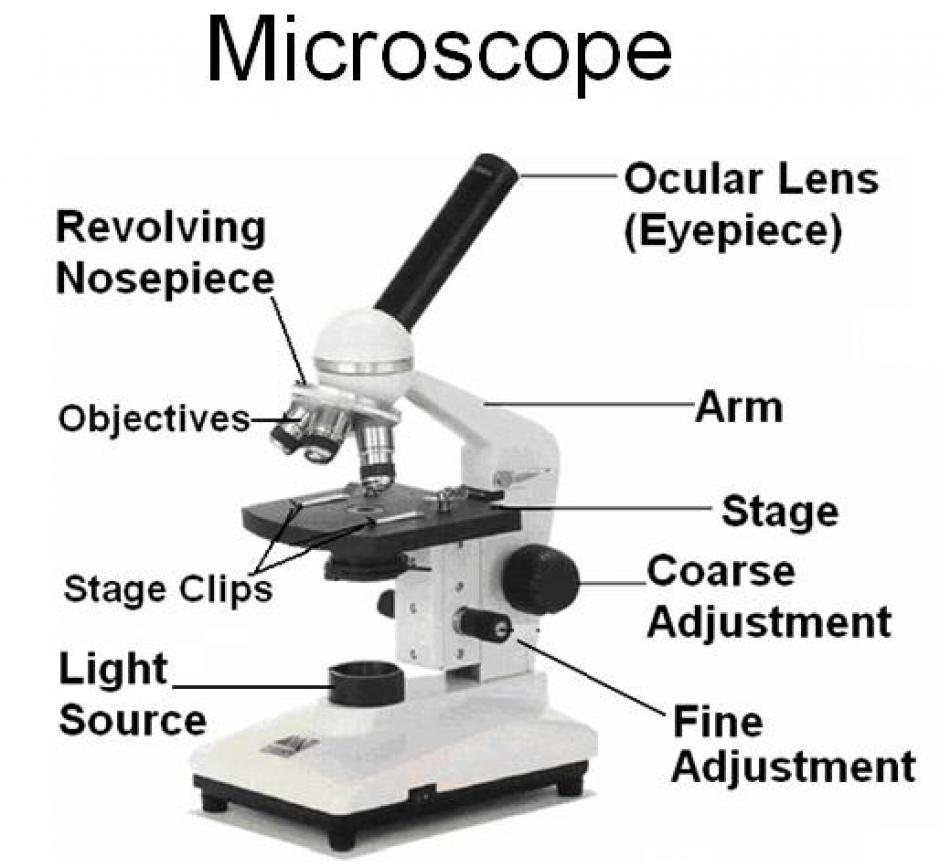 Microscope
Ocular Lens
(Eyepiece)
Revolving
Nosepiece
Objectives
Arm
Stage
Stage Clips
Coarse
Adjustment
Light
Source
Fine
Adjustment